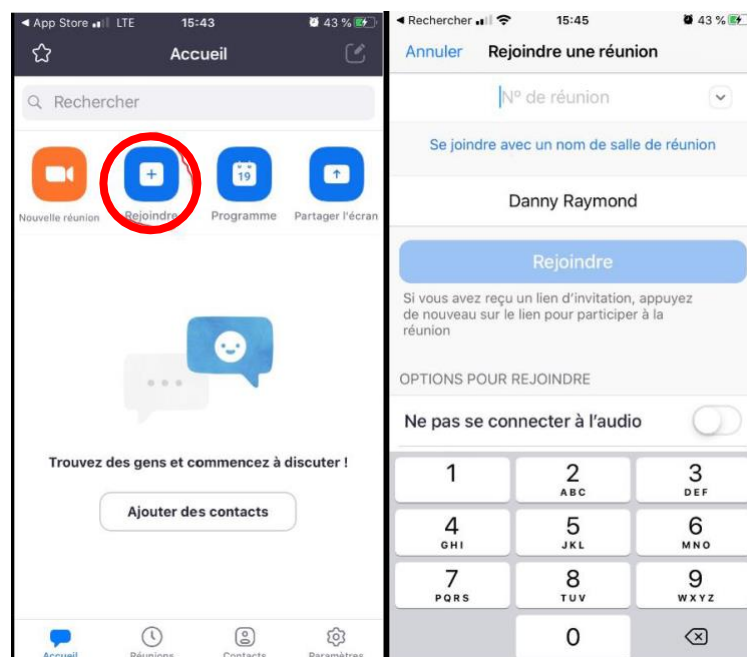 ◀ App Store LTE 15:43 43 %
Accueil
Rechercher
19
Nouvelle réunion Rejoindre Programme Partager l'écran
Trouvez des gens et commencez à discuter !
Ajouter des contacts
Accueil Réunions Contacts Paramètres
◀ Rechercher 15:45 43 %
Annuler Rejoindre une réunion
N° de réunion
Se joindre avec un nom de salle de réunion
Danny Raymond
Rejoindre
Si vous avez reçu un lien d'invitation, appuyez
de nouveau sur le lien pour participer à la
réunion
OPTIONS POUR REJOINDRE
Ne pas se connecter à l'audio
1 2 3
ABC DEF
4 5 6
GHI JKL MNO
7 8 9
PQRS TUV WXYZ
0